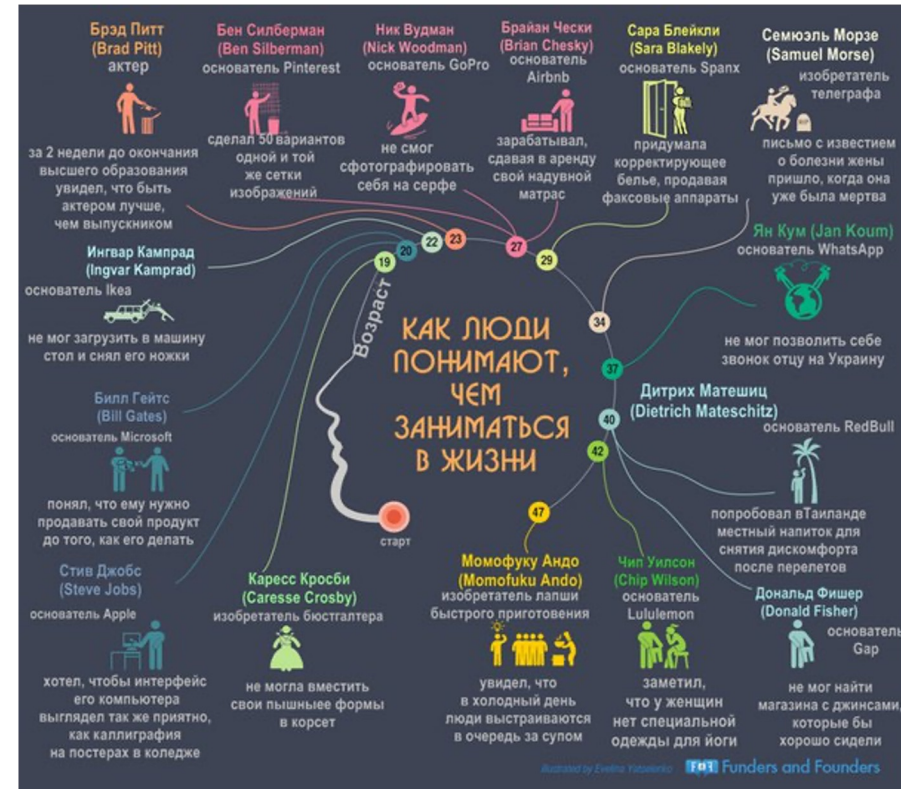 Брэд Питт
(Brad Pitt)
актер
за 2 недели до окончания
высшего образования
увидел, что быть
актером лучше,
чем выпускником
Бен Силберман
(Ben Silberman)
основатель Pinterest
сделал 50 вариантов
одной и той
же сетки
изображений
Ник Вудман
(Nick Woodman)
основатель GoPro
не смог
сфотографировать
себя на серфе
Брайан Чески
(Brian Chesky)
основатель
Airbnb
зарабатывал,
сдавая в аренду
свой надувной
матрас
Сара Блейкли
(Sara Blakely)
основатель Spanx
придумала
корректирующее
белье, продавая
факсовые аппараты
Семюэль Морзе
(Samuel Morse)
изобретатель
телеграфа
RIP
письмо с известием
о болезни жены
пришло, когда она
уже была мертва
Ингвар Кампрад
(Ingvar Kamprad)
основатель Ikea
не мог загрузить в машину
стол и снял его ножки
Ян Кум (Jan Koum)
основатель WhatsApp
не мог позволить себе
звонок отцу на Украину
19
20
22
23
27
29
34
37
40
42
47
Возраст
КАК ЛЮДИ
ПОНИМАЮТ,
ЧЕМ
ЗАНИМАТЬСЯ
В ЖИЗНИ
старт
Билл Гейтс
(Bill Gates)
основатель Microsoft
понял, что ему нужно
продавать свой продукт
до того, как его делать
Дитрих Матешиц
(Dietrich Mateschitz)
основатель RedBull
попробовал вТаиланде
местный напиток для
снятия дискомфорта
после перелетов
Стив Джобс
(Steve Jobs)
основатель Apple
хотел, чтобы интерфейс
его компьютера
выглядел так же приятно,
как каллиграфия
на постерах в коледже
Каресс Кросби
(Caresse Crosby)
изобретатель бюстгалтера
не могла вместить
свои пышныее формы
в корсет
Момофуку Андо
(Momofuku Ando)
изобретатель лапши
быстрого приготовения
увидел, что
в холодный день
люди выстраиваются
в очередь за супом
Чип Уилсон
(Chip Wilson)
основатель
Lululemon
заметил,
что у женщин
нет специальной
одежды для йоги
Дональд Фишер
(Donald Fisher)
основатель
Gap
не мог найти
магазина с джинсами,
которые бы
хорошо сидели
Illustrated by Evelina
Funders and Founders